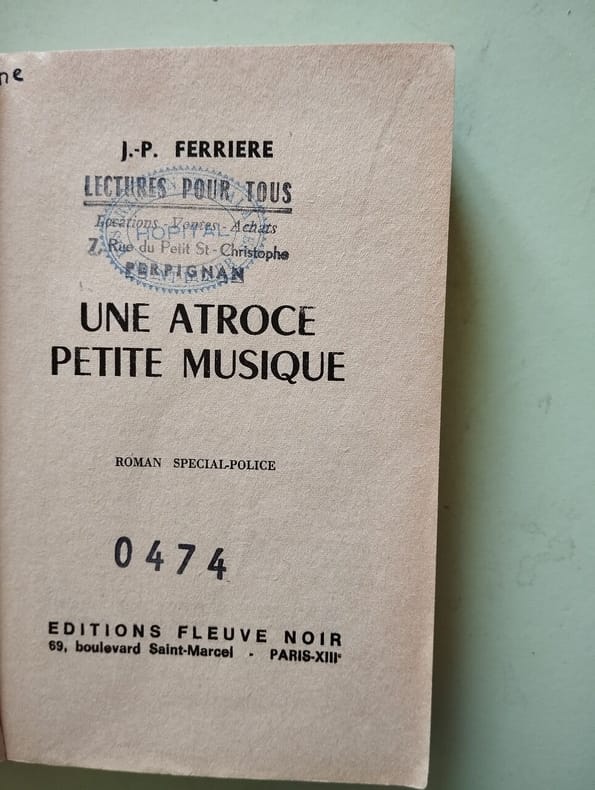 ne
J.-P. FERRIERE
LECTURES POUR TOUS
Locations - Ventes - Achats
HOPITAL
7, Rue du Petit St-Christophe
PERPIGNAN
UNE ATROCE
PETITE MUSIQUE
ROMAN SPECIAL-POLICE
0474
EDITIONS FLEUVE NOIR
69, boulevard Saint-Marcel - PARIS-XIIIᵉ